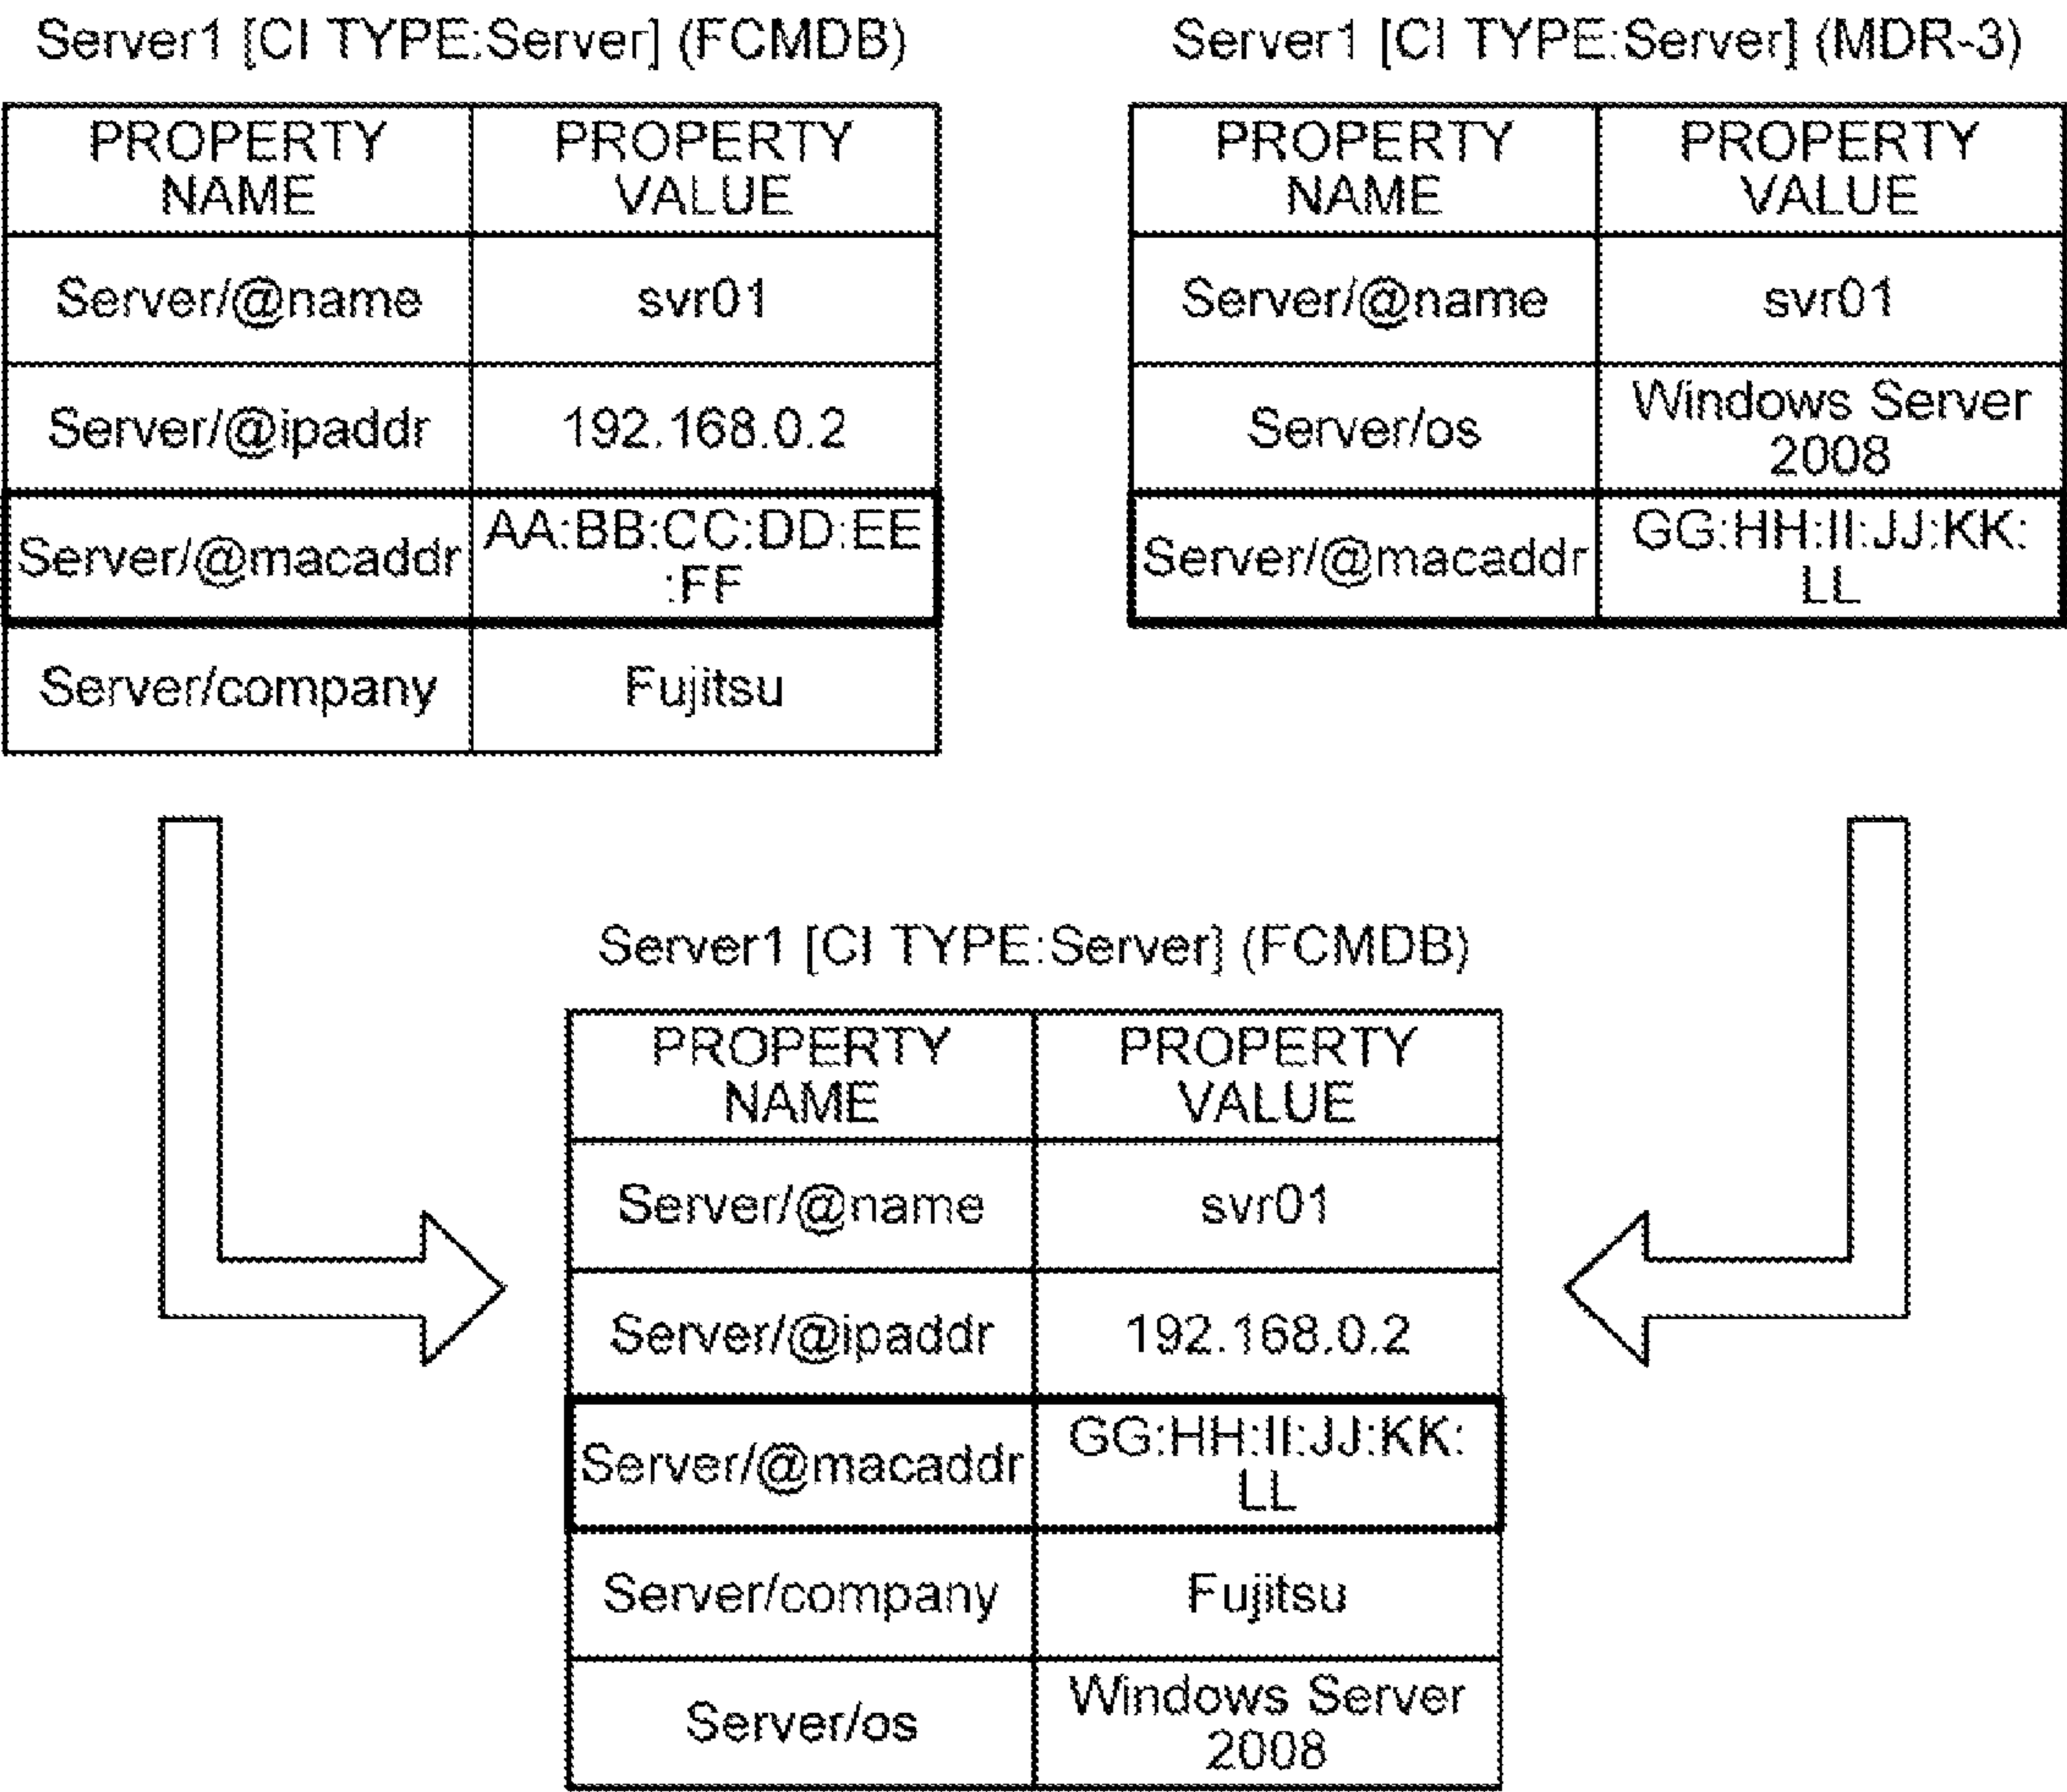 Server1 [CI TYPE:Server] (FCMDB)
PROPERTY
NAME
PROPERTY
VALUE
Server/@name
svr01
Server/@ipaddr
192.168.0.2
Server/@macaddr
AA:BB:CC:DD:EE
:FF
Server/company
Fujitsu
Server1 [CI TYPE:Server] (MDR-3)
PROPERTY
NAME
PROPERTY
VALUE
Server/@name
svr01
Server/os
Windows Server
2008
Server/@macaddr
GG:HH:II:JJ:KK:
LL
Server1 [CI TYPE:Server] (FCMDB)
PROPERTY
NAME
PROPERTY
VALUE
Server/@name
svr01
Server/@ipaddr
192.168.0.2
Server/@macaddr
GG:HH:II:JJ:KK:
LL
Server/company
Fujitsu
Server/os
Windows Server
2008